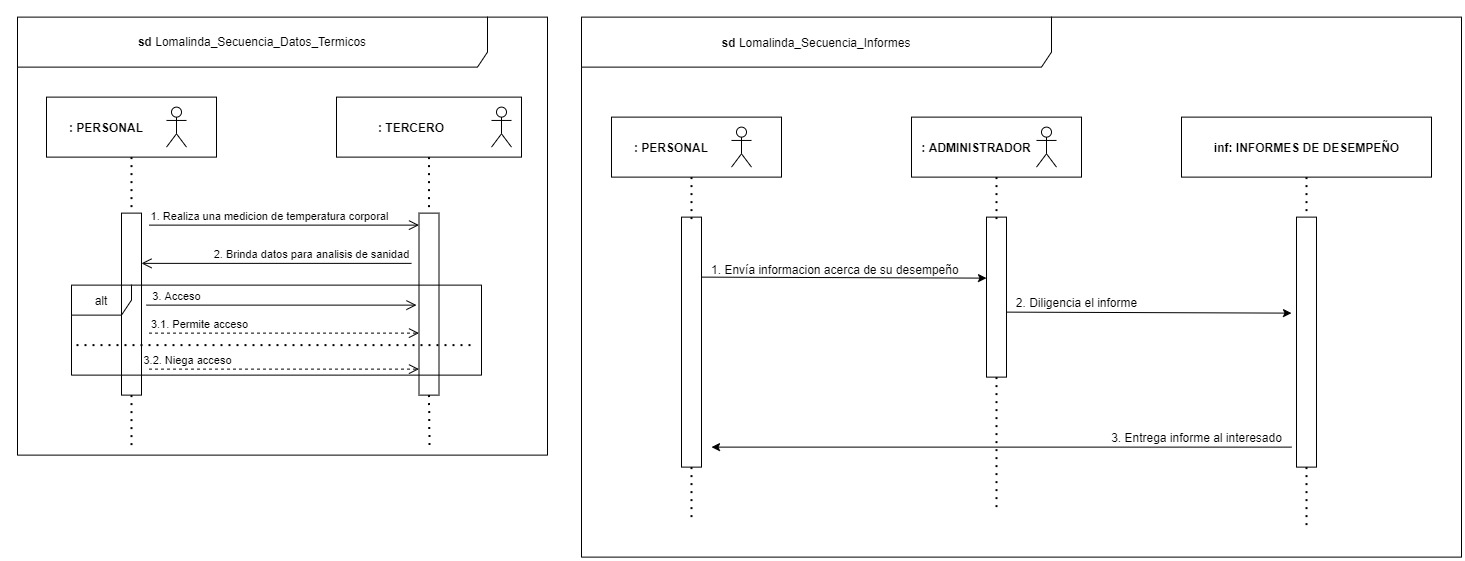 sd Lomalinda_Secuencia_Datos_Termicos
: PERSONAL
: TERCERO
1. Realiza una medicion de temperatura corporal
2. Brinda datos para analisis de sanidad
alt
3. Acceso
3.1. Permite acceso
3.2. Niega acceso
sd Lomalinda_Secuencia_Informes
: PERSONAL
: ADMINISTRADOR
inf: INFORMES DE DESEMPEÑO
1. Envía informacion acerca de su desempeño
2. Diligencia el informe
3. Entrega informe al interesado